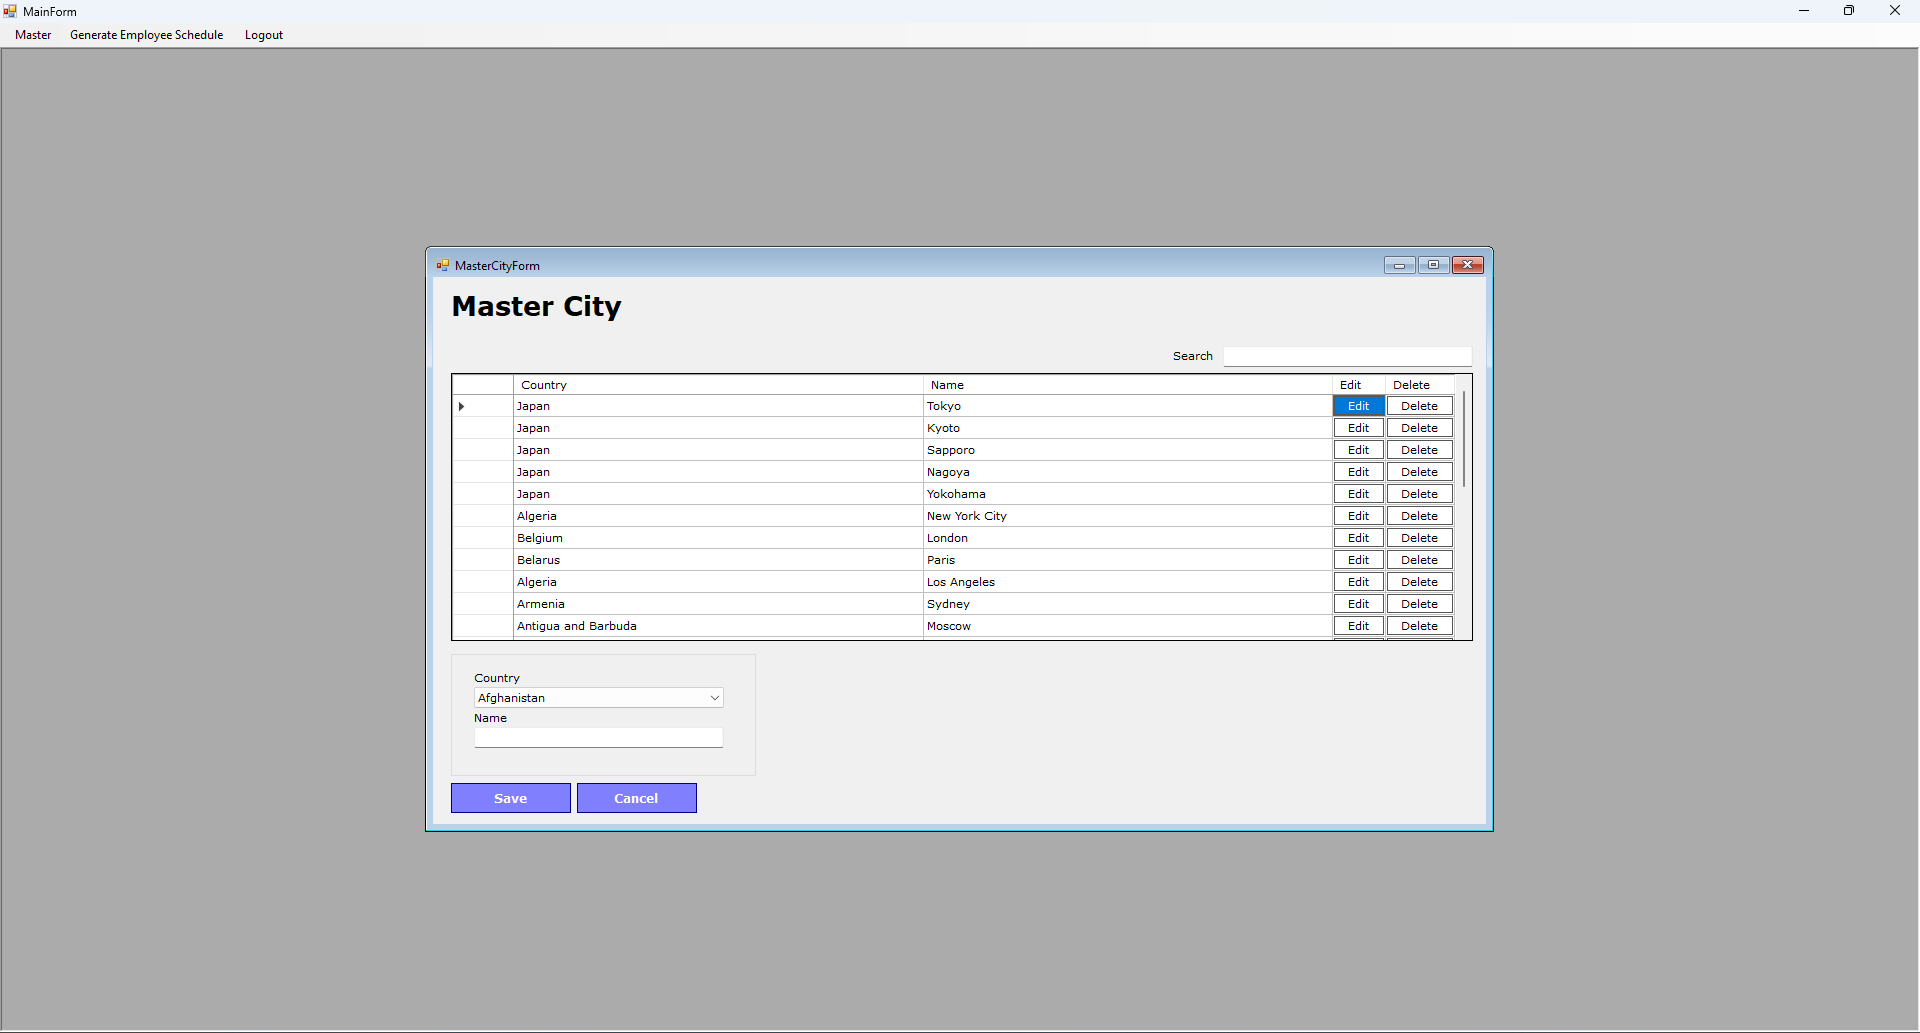 MainForm
Master Generate Employee Schedule Logout
MasterCityForm
Master City
Search
Country Name Edit Delete
Japan Tokyo Edit Delete
Japan Kyoto Edit Delete
Japan Sapporo Edit Delete
Japan Nagoya Edit Delete
Japan Yokohama Edit Delete
Algeria New York City Edit Delete
Belgium London Edit Delete
Belarus Paris Edit Delete
Algeria Los Angeles Edit Delete
Armenia Sydney Edit Delete
Antigua and Barbuda Moscow Edit Delete
Country
Afghanistan
Name
Save Cancel